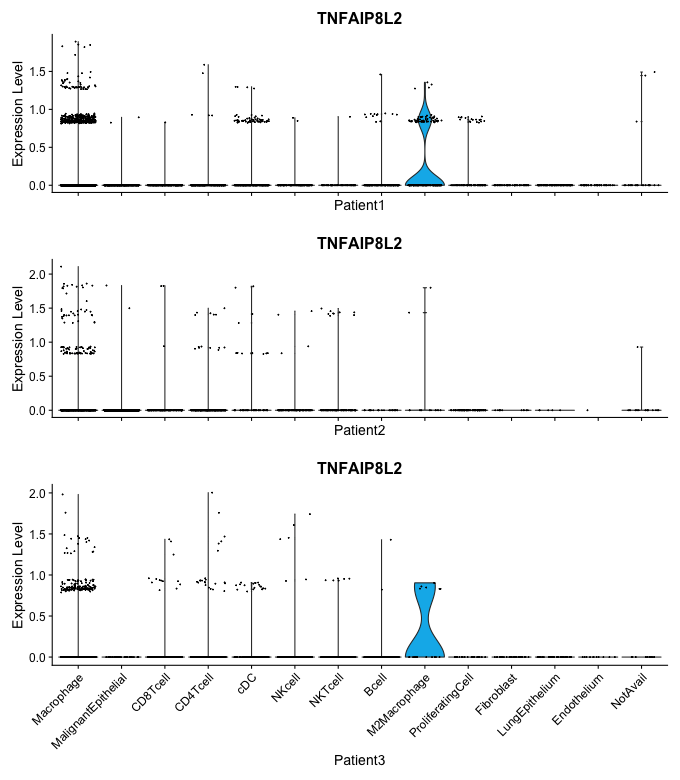 TNFAIP8L2
Expression Level
1.5
1.0
0.5
0.0
Patient1
TNFAIP8L2
Expression Level
2.0
1.5
1.0
0.5
0.0
Patient2
TNFAIP8L2
Expression Level
2.0
1.5
1.0
0.5
0.0
Macrophage
MalignantEpithelial
CD8Tcell
CD4Tcell
cDC
NKcell
NKTcell
Bcell
M2Macrophage
ProliferatingCell
Fibroblast
LungEpithelium
Endothelium
NotAvail
Patient3